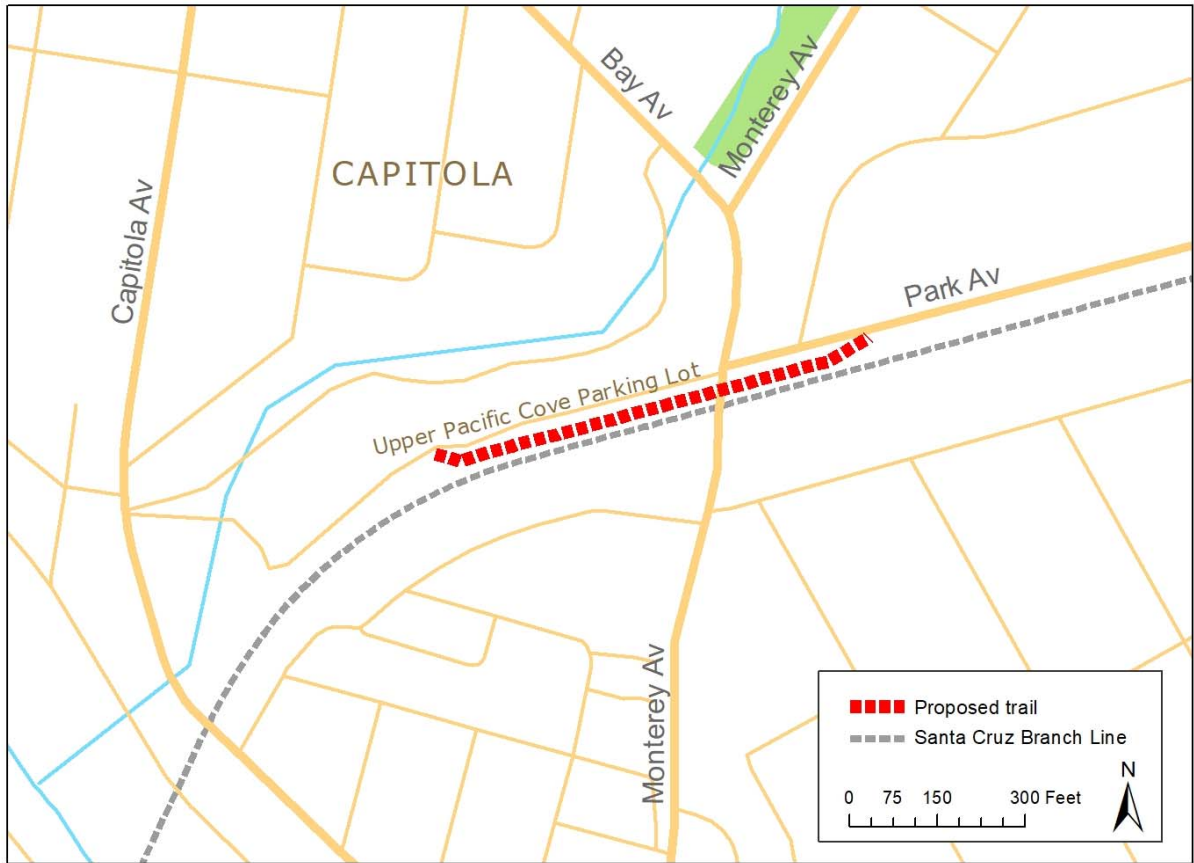 Bay Av
Monterey Av
CAPITOLA
Capitola Av
Park Av
Upper Pacific Cove Parking Lot
Monterey Av
Proposed trail
Santa Cruz Branch Line
N
0 75 150 300 Feet